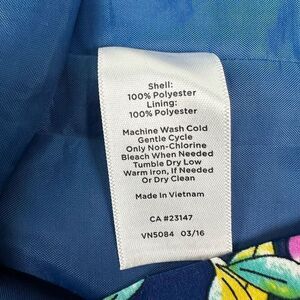 Shell:
100% Polyester
Lining:
100% Polyester
Machine Wash Cold
Gentle Cycle
Only Non-Chlorine
Bleach When Needed
Tumble Dry Low
Warm Iron, If Needed
Or Dry Clean
Made In Vietnam
CA #23147
VN5084 03/16